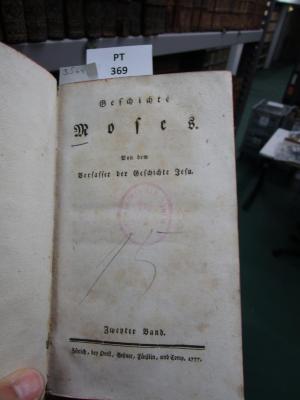 PT
369
Geschichte
Moses.
Von dem
Verfasser der Geschichte Jesu.
Zweyter Band.
Zürich, bey Orell, Geßner, Füeßlin, und Comp. 1777.